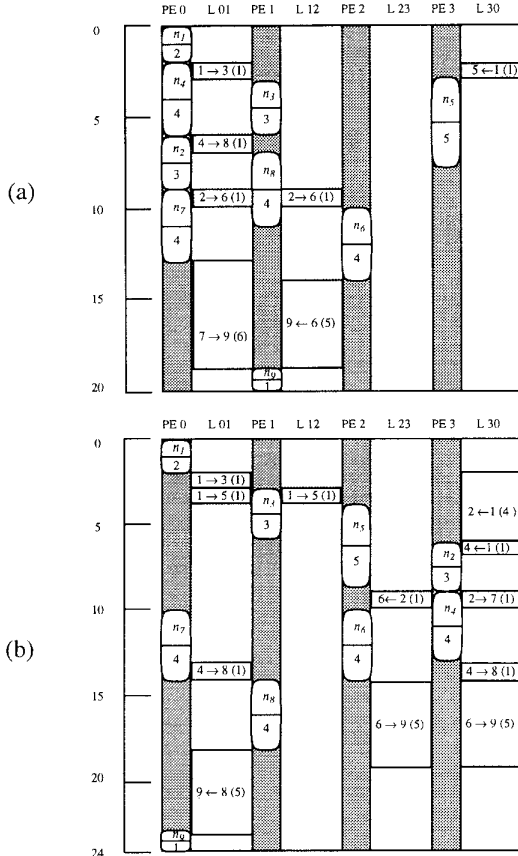 PE 0 L 01 PE 1 L 12 PE 2 L 23 PE 3 L 30
0
n1
2
1 → 3 (1)
5 ← 1 (1)
n4
n3
n5
4
3
5
5
4 → 8 (1)
n2
3
n8
2 → 6 (1)
4
2 → 6 (1)
(a)
10
n7
4
n6
4
15
7 → 9 (6)
9 ← 6 (5)
n9
1
20
PE 0 L 01 PE 1 L 12 PE 2 L 23 PE 3 L 30
0
n1
2
1 → 3 (1)
1 → 5 (1)
n3
1 → 5 (1)
2 ← 1 (4)
3
n5
5
5
4 ← 1 (1)
n2
3
6 ← 2 (1)
2 → 7 (1)
n4
10
n7
n6
4
4
4
(b)
4 → 8 (1)
4 → 8 (1)
15
n8
4
6 → 9 (5)
6 → 9 (5)
20
9 ← 8 (5)
n9
1
24